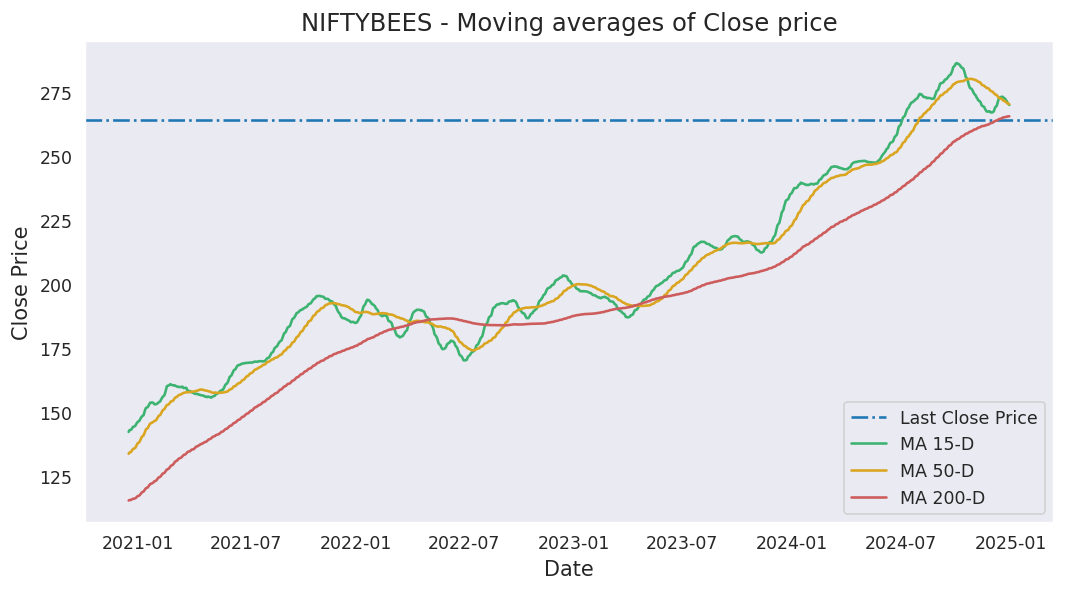 NIFTYBEES - Moving averages of Close price
Close Price
275
250
225
200
175
150
125
Last Close Price
MA 15-D
MA 50-D
MA 200-D
2021-01 2021-07 2022-01 2022-07 2023-01 2023-07 2024-01 2024-07 2025-01
Date